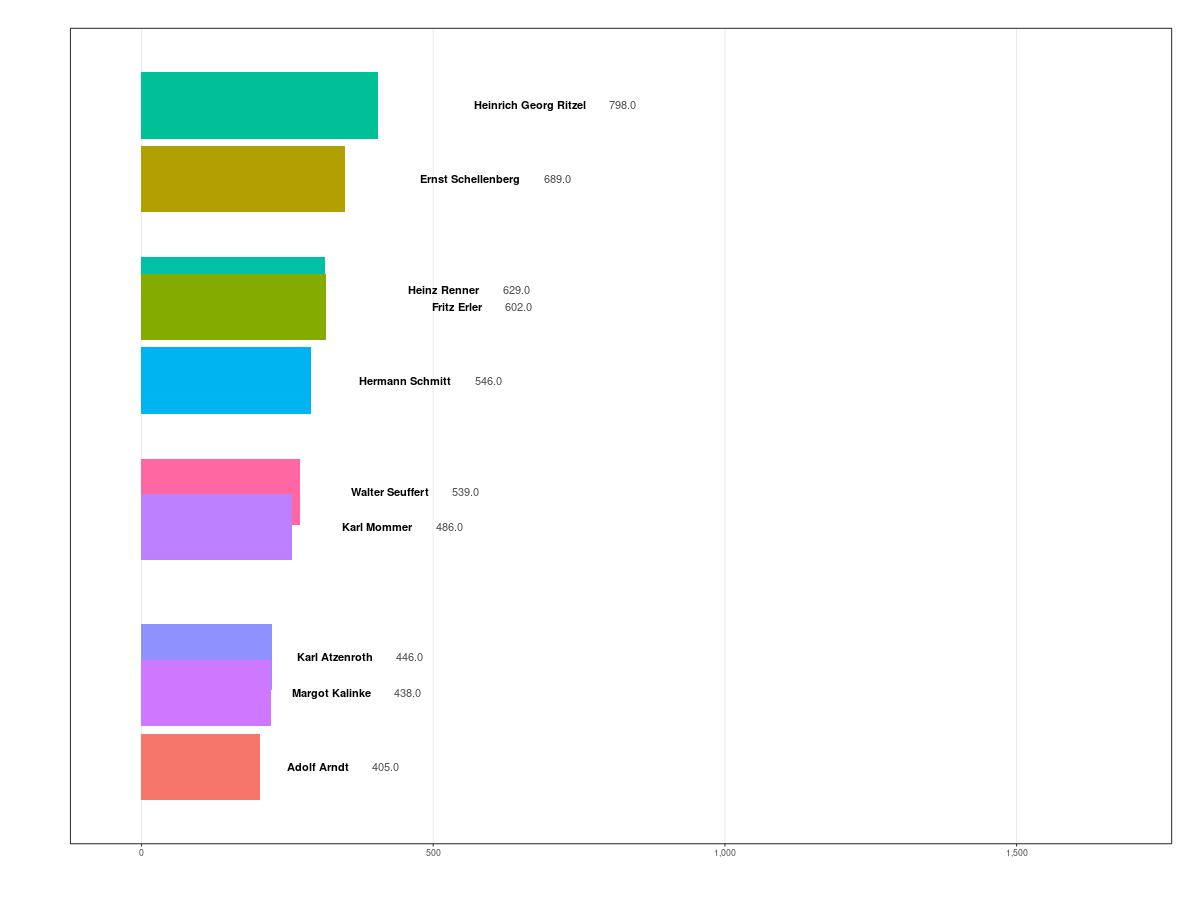 Heinrich Georg Ritzel 798.0
Ernst Schellenberg 689.0
Heinz Renner 629.0
Fritz Erler 602.0
Hermann Schmitt 546.0
Walter Seuffert 539.0
Karl Mommer 486.0
Karl Atzenroth 446.0
Margot Kalinke 438.0
Adolf Arndt 405.0
0 500 1,000 1,500